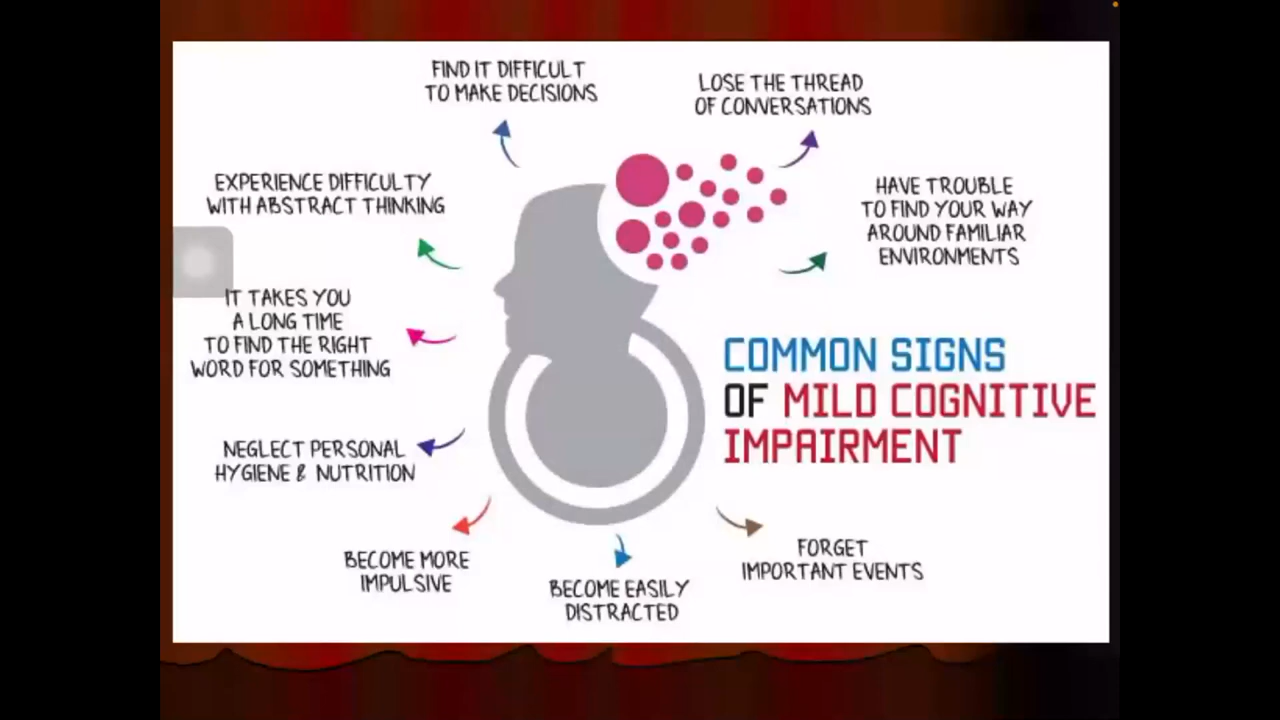 FIND IT DIFFICULT
TO MAKE DECISIONS
LOSE THE THREAD
OF CONVERSATIONS
EXPERIENCE DIFFICULTY
WITH ABSTRACT THINKING
HAVE TROUBLE
TO FIND YOUR WAY
AROUND FAMILIAR
ENVIRONMENTS
IT TAKES YOU
A LONG TIME
TO FIND THE RIGHT
WORD FOR SOMETHING
COMMON SIGNS
OF MILD COGNITIVE
IMPAIRMENT
NEGLECT PERSONAL
HYGIENE & NUTRITION
BECOME MORE
IMPULSIVE
BECOME EASILY
DISTRACTED
FORGET
IMPORTANT EVENTS